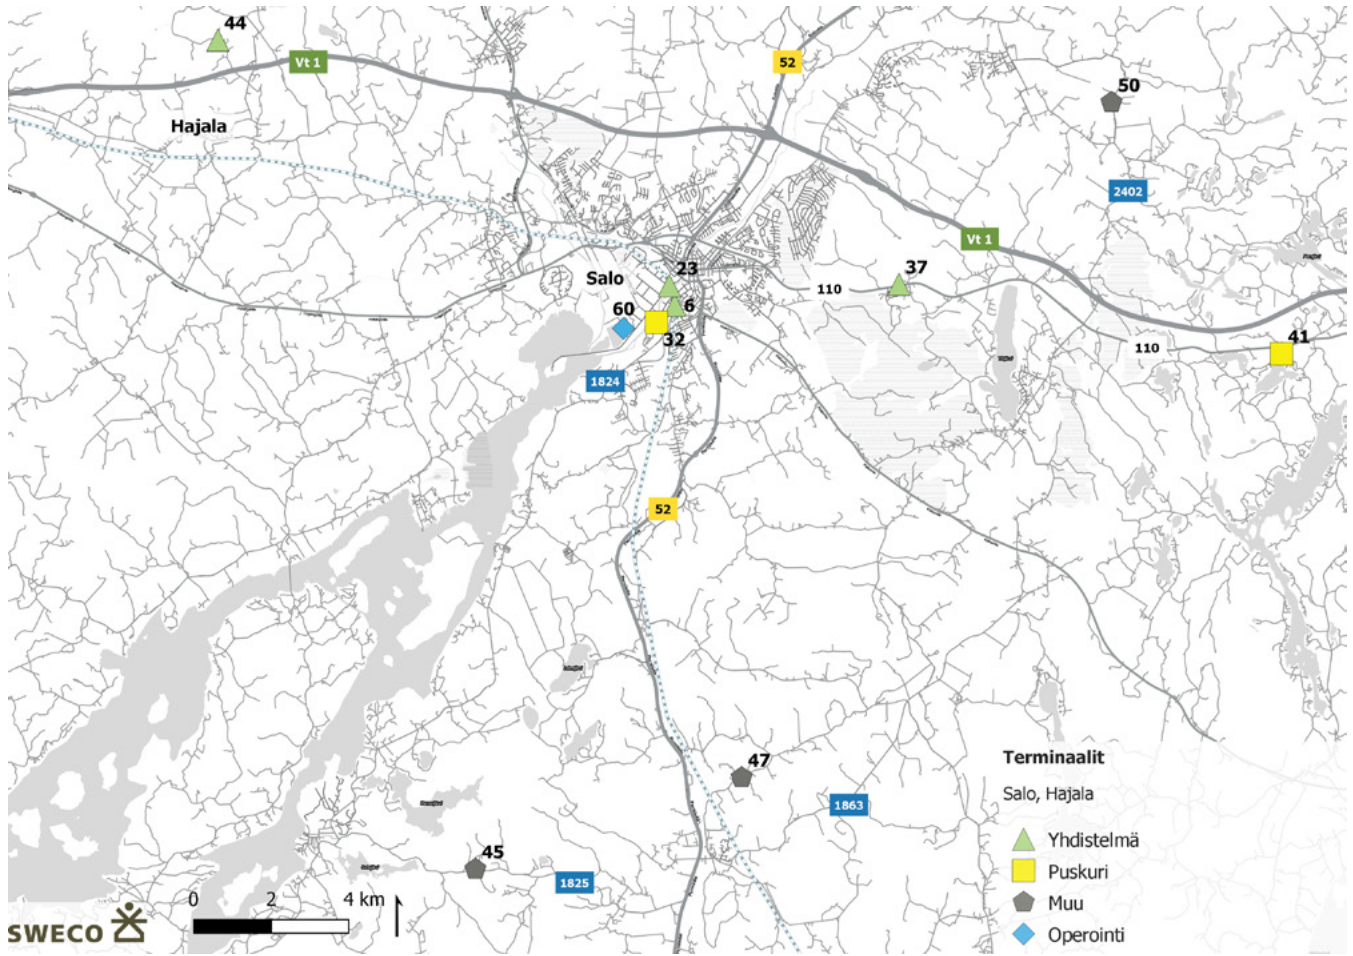 44
Vt 1
52
50
Hajala
2402
Vt 1
23
37
Salo
110
60
6
32
110
41
1824
52
47
1863
45
1825
Terminaalit
Salo, Hajala
Yhdistelmä
Puskuri
Muu
Operointi
0 2 4 km
SWECO